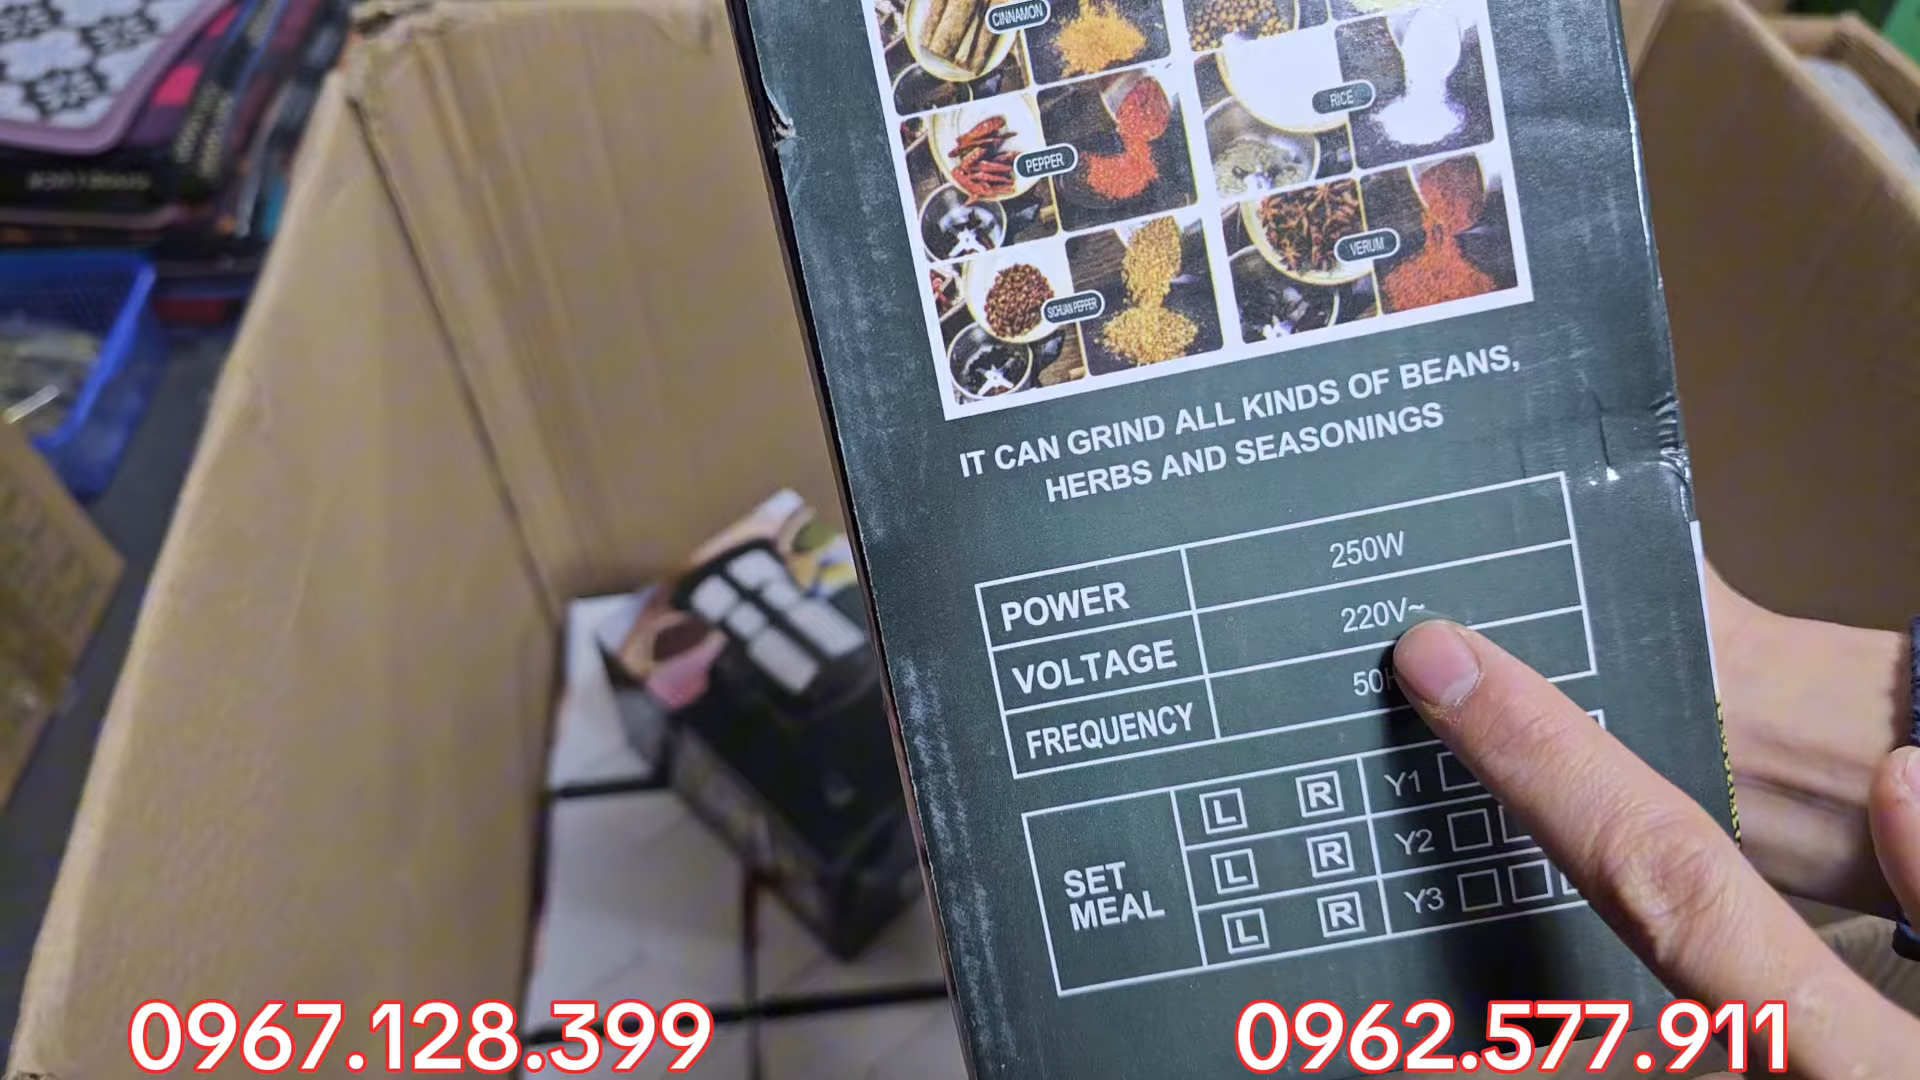 CINNAMON
RICE
PEPPER
VERUM
SICHUAN PEPPER
IT CAN GRIND ALL KINDS OF BEANS,
HERBS AND SEASONINGS
POWER 250W
VOLTAGE 220V~
FREQUENCY
SET
MEAL
L R Y1
L R Y2
L R Y3
0967.128.399
0962.577.911